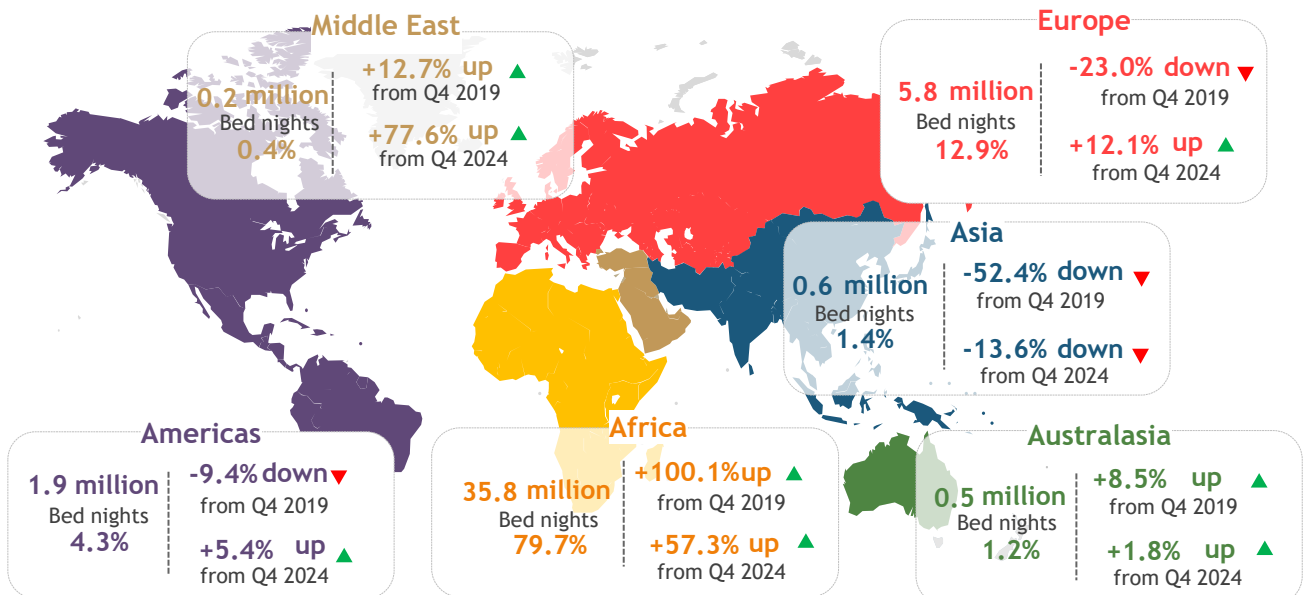 Middle East
0.2 million
Bed nights
0.4%
+12.7% up
from Q4 2019
+77.6% up
from Q4 2024
Europe
5.8 million
Bed nights
12.9%
-23.0% down
from Q4 2019
+12.1% up
from Q4 2024
Asia
0.6 million
Bed nights
1.4%
-52.4% down
from Q4 2019
-13.6% down
from Q4 2024
Americas
1.9 million
Bed nights
4.3%
-9.4% down
from Q4 2019
+5.4% up
from Q4 2024
Africa
35.8 million
Bed nights
79.7%
+100.1% up
from Q4 2019
+57.3% up
from Q4 2024
Australasia
0.5 million
Bed nights
1.2%
+8.5% up
from Q4 2019
+1.8% up
from Q4 2024